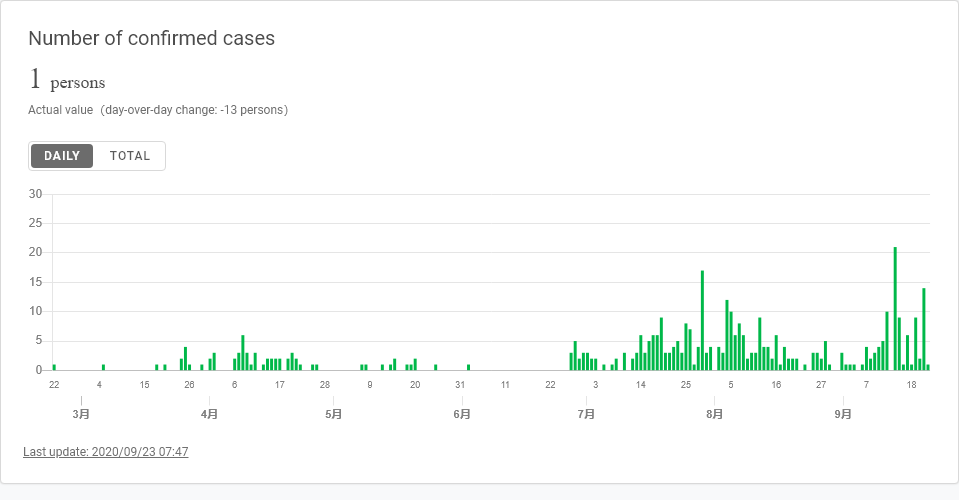 Number of confirmed cases
1 persons
Actual value (day-over-day change: -13 persons)
DAILY TOTAL
30
25
20
15
10
5
0
22 4 15 26 6 17 28 9 20 31 11 22 3 14 25 5 16 27 7 18
3月 4月 5月 6月 7月 8月 9月
Last update: 2020/09/23 07:47